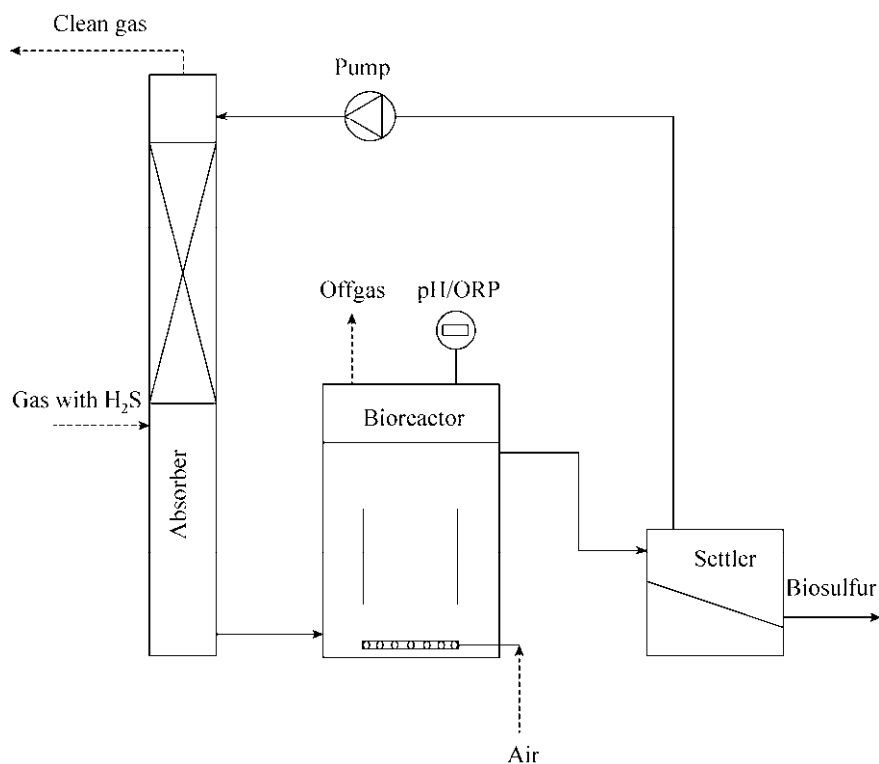 Clean gas
Pump
Offgas
pH/ORP
Gas with H₂S
Bioreactor
Absorber
Settler
Biosulfur
Air